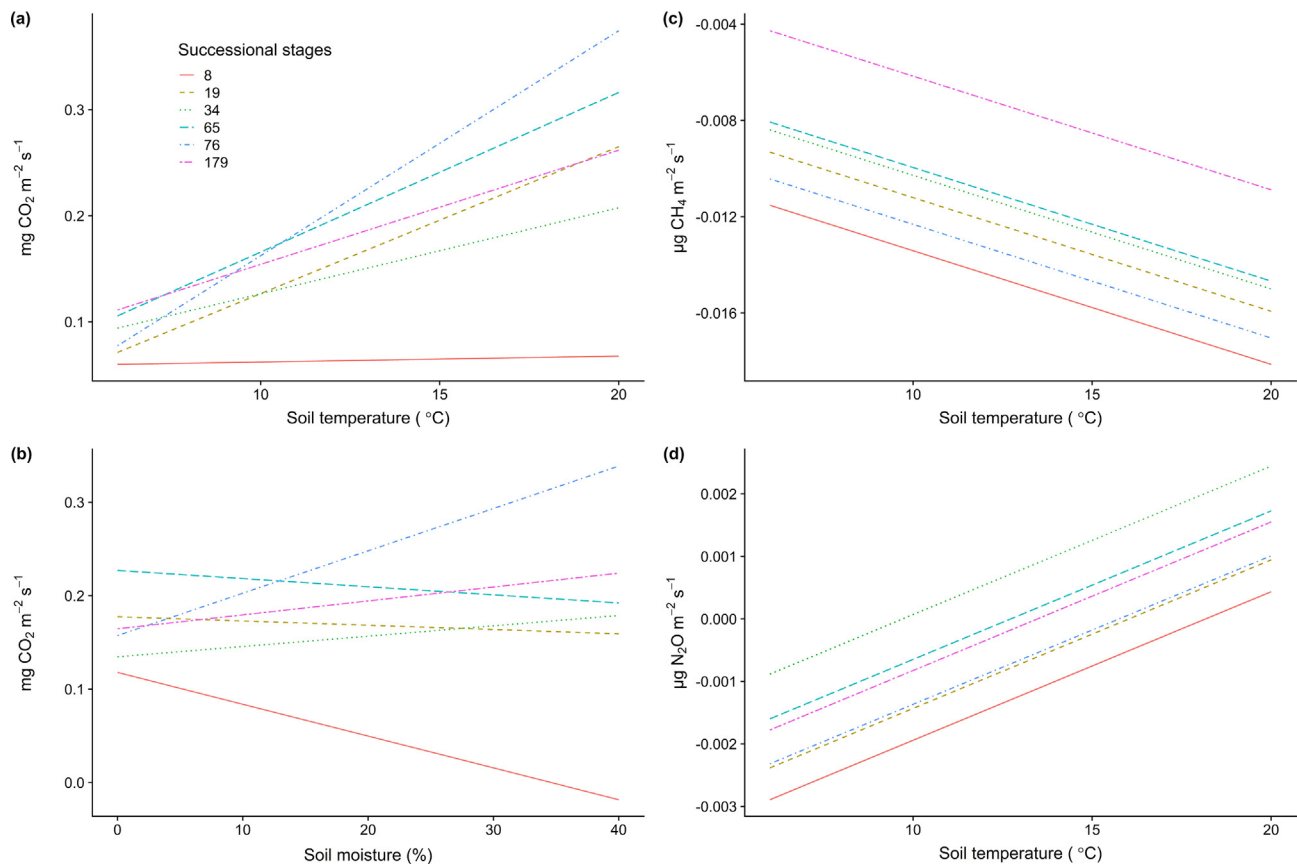 (a)
mg CO₂ m⁻² s⁻¹
0.3
0.2
0.1
Successional stages
8
19
34
65
76
179
10
15
20
Soil temperature ( °C)
(c)
µg CH₄ m⁻² s⁻¹
-0.004
-0.008
-0.012
-0.016
10
15
20
Soil temperature ( °C)
(b)
mg CO₂ m⁻² s⁻¹
0.3
0.2
0.1
0.0
0
10
20
30
40
Soil moisture (%)
(d)
µg N₂O m⁻² s⁻¹
0.002
0.001
0.000
-0.001
-0.002
-0.003
10
15
20
Soil temperature ( °C)